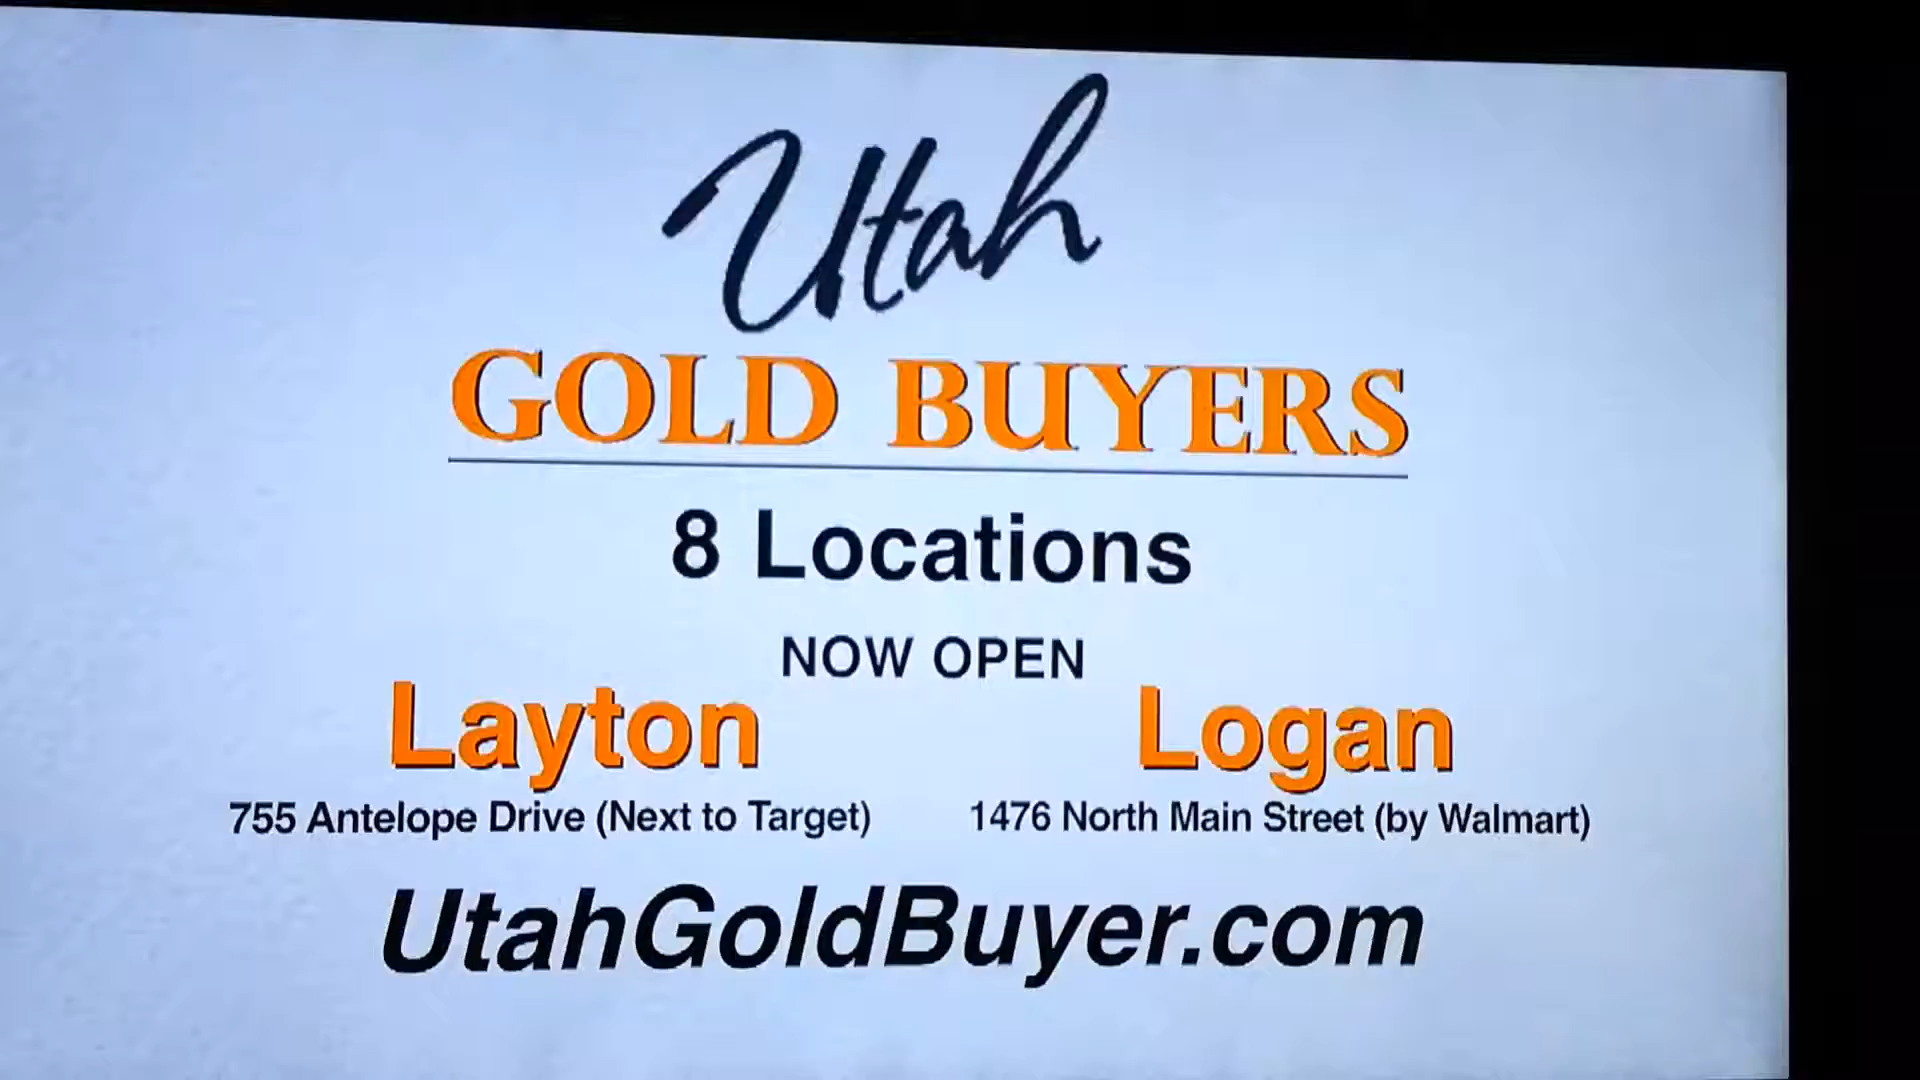 Utah
GOLD BUYERS
8 Locations
NOW OPEN
Layton
755 Antelope Drive (Next to Target)
Logan
1476 North Main Street (by Walmart)
UtahGoldBuyer.com